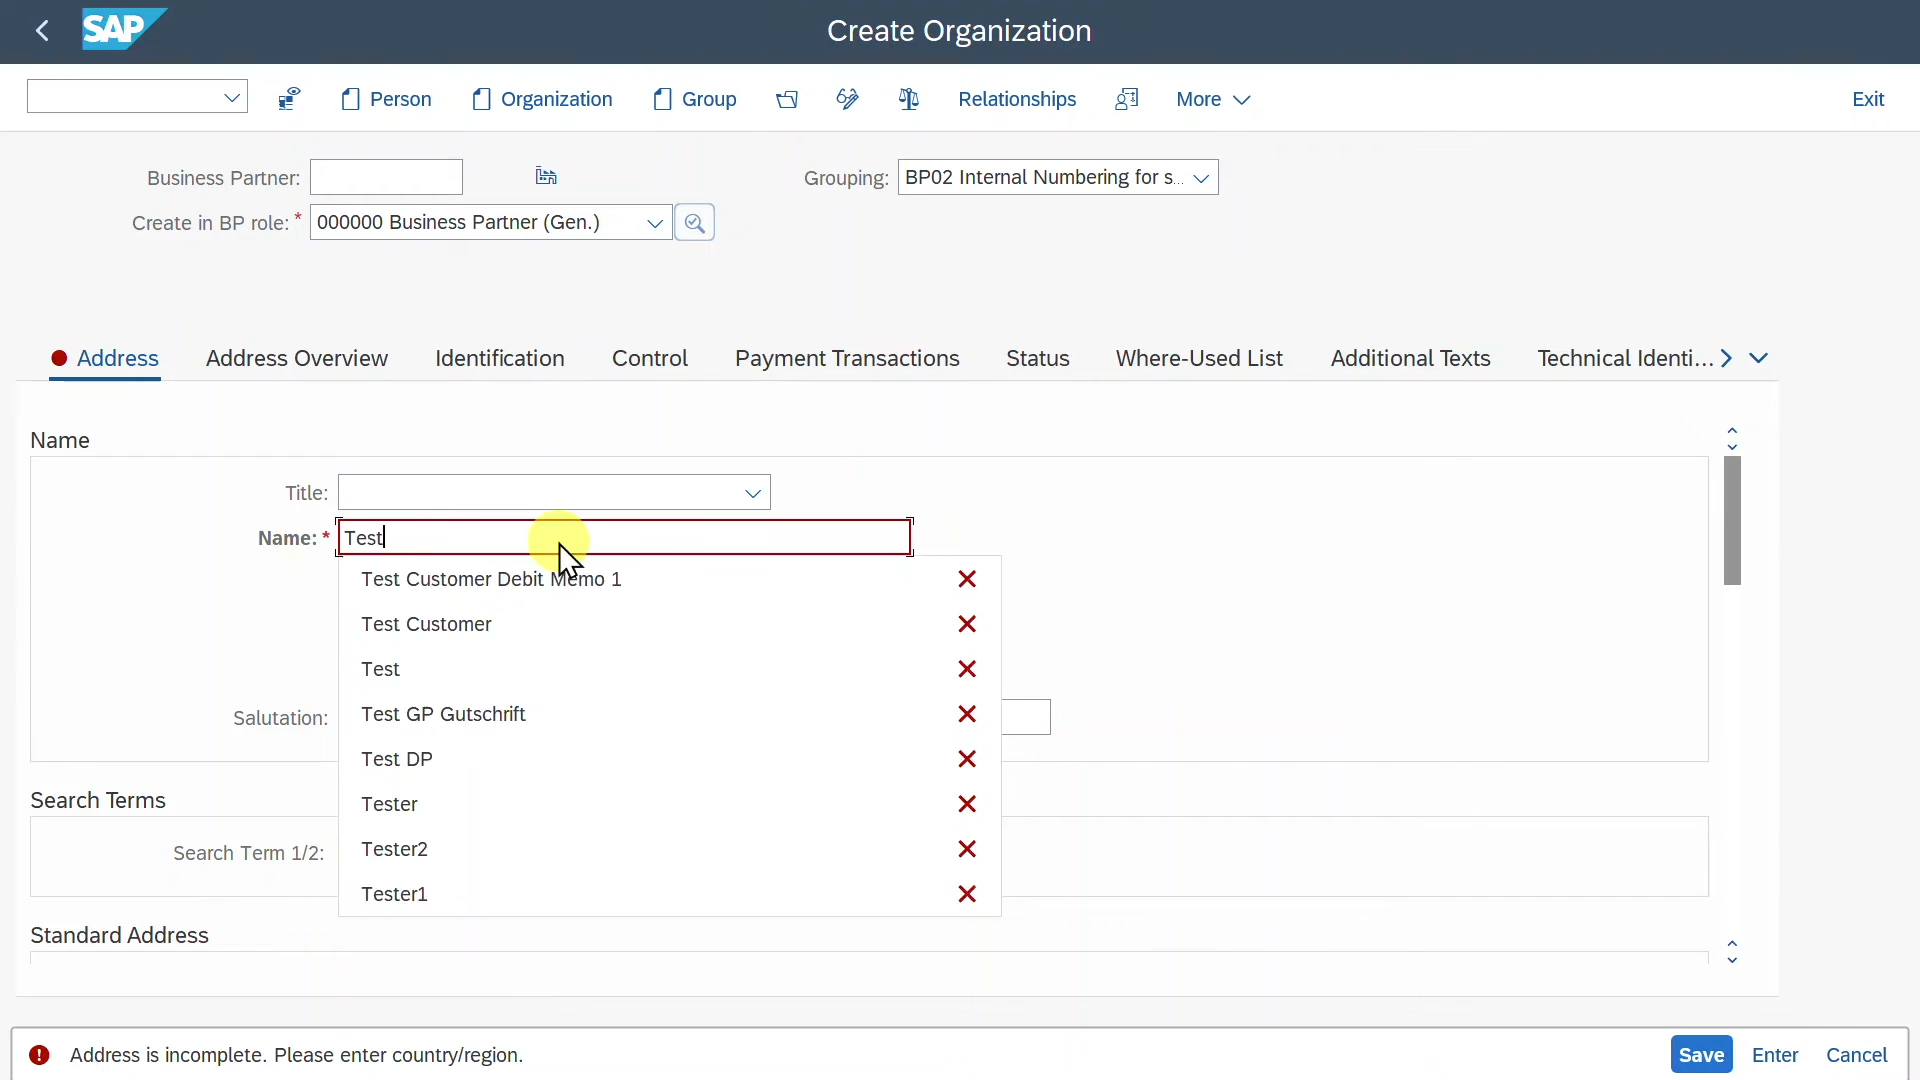 SAP Create Organization
Person Organization Group Relationships More Exit
Business Partner: Grouping: BP02 Internal Numbering for s...
Create in BP role: * 000000 Business Partner (Gen.)
Address Address Overview Identification Control Payment Transactions Status Where-Used List Additional Texts Technical Identi...
Name
Title:
Name: * Test
Test Customer Debit Memo 1
Test Customer
Test
Salutation: Test GP Gutschrift
Test DP
Search Terms
Tester
Search Term 1/2: Tester2
Tester1
Standard Address
Address is incomplete. Please enter country/region. Save Enter Cancel